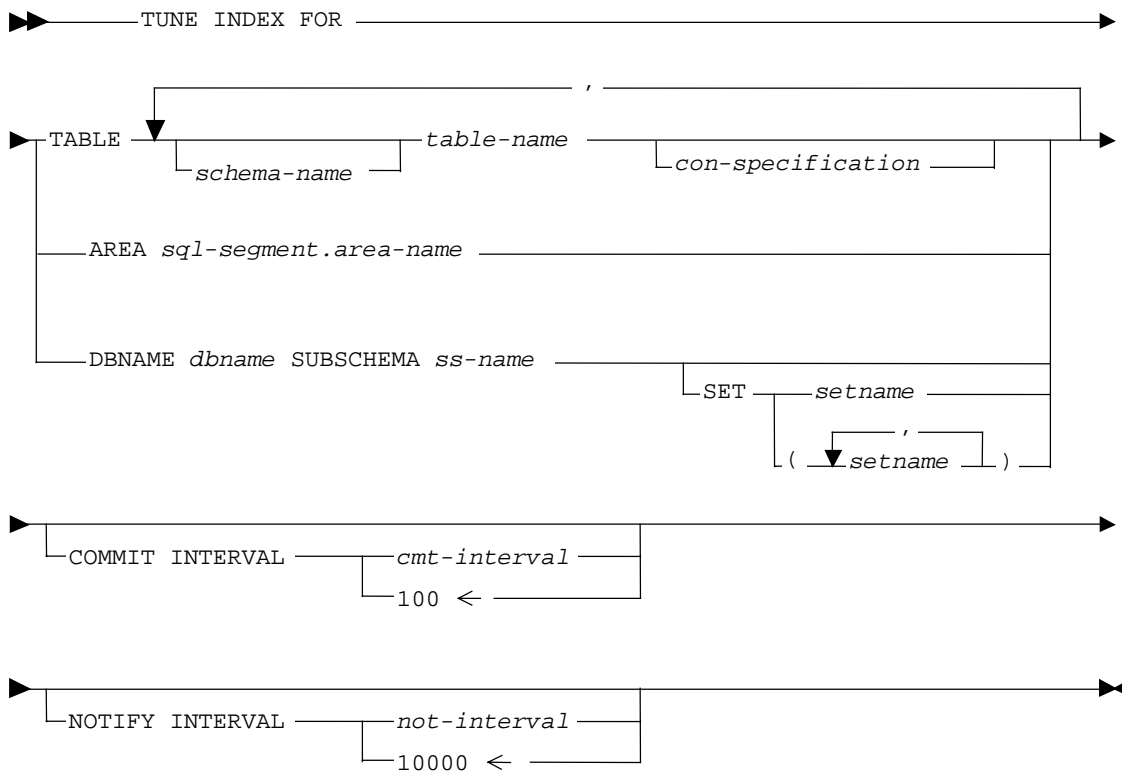 TUNE INDEX FOR
,
TABLE table-name
schema-name con-specification
AREA sql-segment.area-name
DBNAME dbname SUBSCHEMA ss-name
SET setname
,
( setname )
COMMIT INTERVAL cmt-interval
100
NOTIFY INTERVAL not-interval
10000